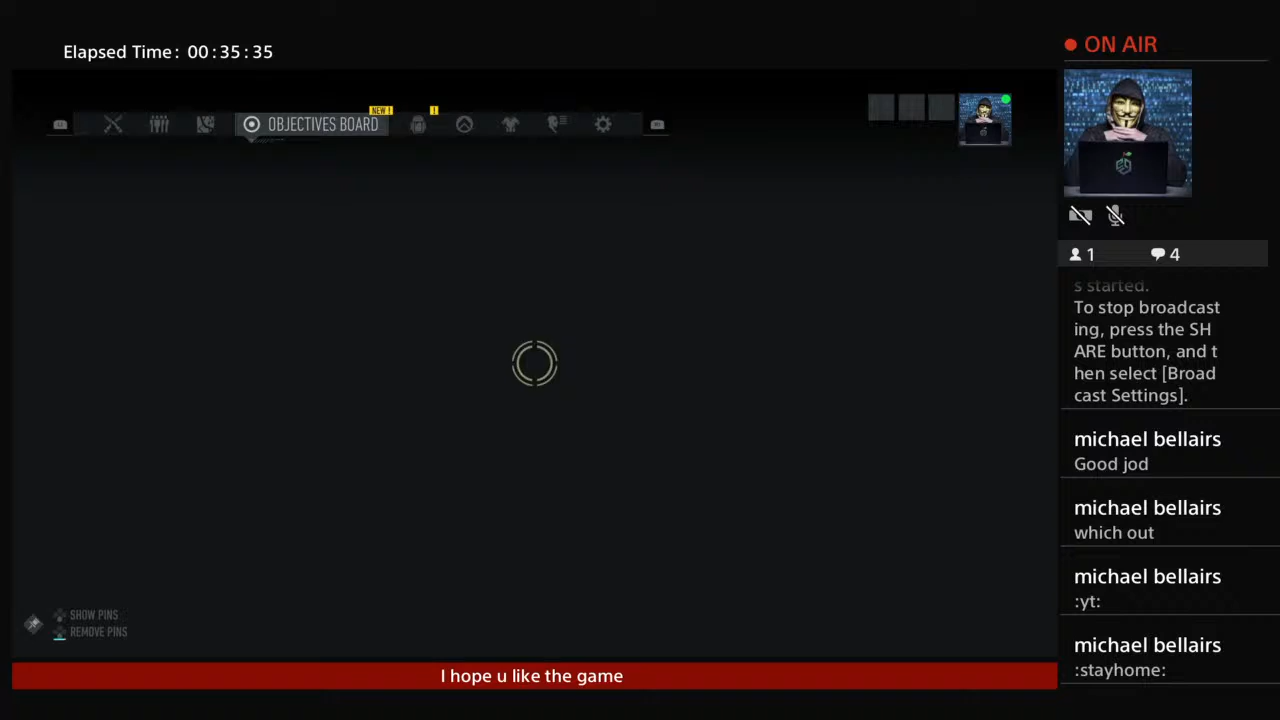 Elapsed Time: 00:35:35
ON AIR
NEW !
1
OBJECTIVES BOARD
1
4
s started.
To stop broadcast
ing, press the SH
ARE button, and t
hen select [Broad
cast Settings].
michael bellairs
Good jod
michael bellairs
which out
michael bellairs
:yt:
michael bellairs
:stayhome:
SHOW PINS
REMOVE PINS
I hope u like the game